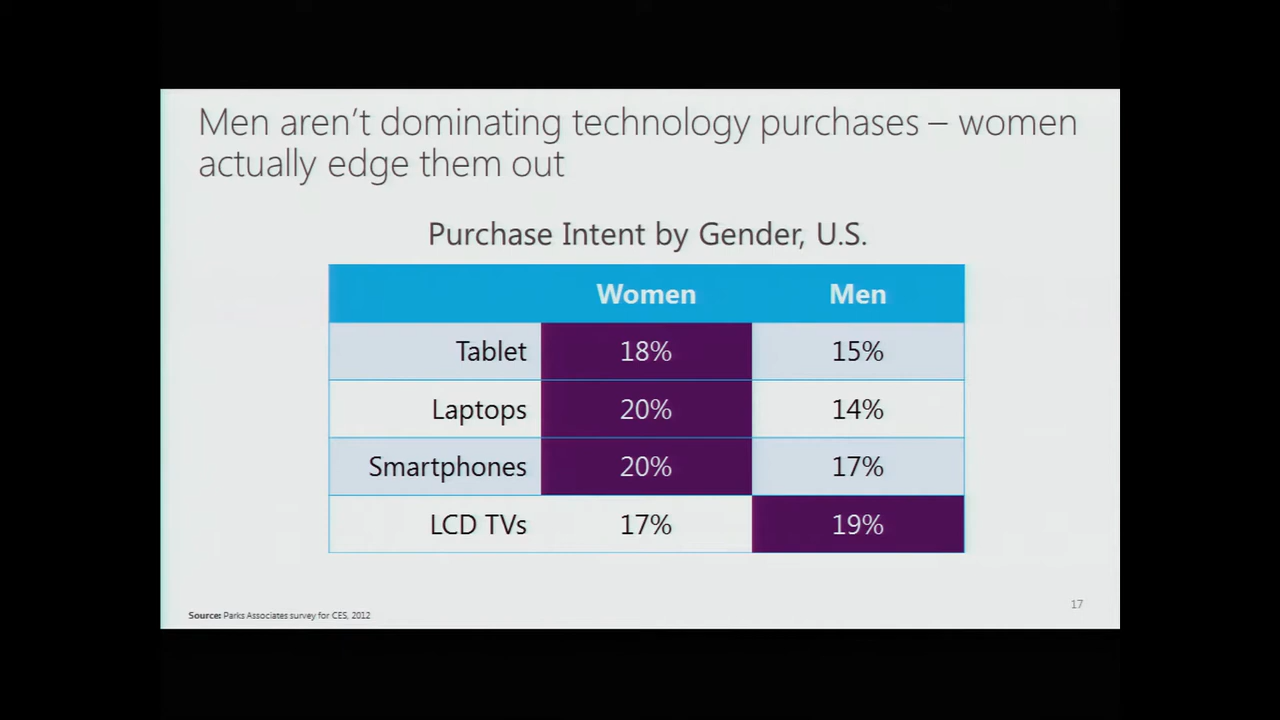 Men aren't dominating technology purchases – women
actually edge them out
Purchase Intent by Gender, U.S.
Women Men
Tablet 18% 15%
Laptops 20% 14%
Smartphones 20% 17%
LCD TVs 17% 19%
Source: Parks Associates survey for CES, 2012
17